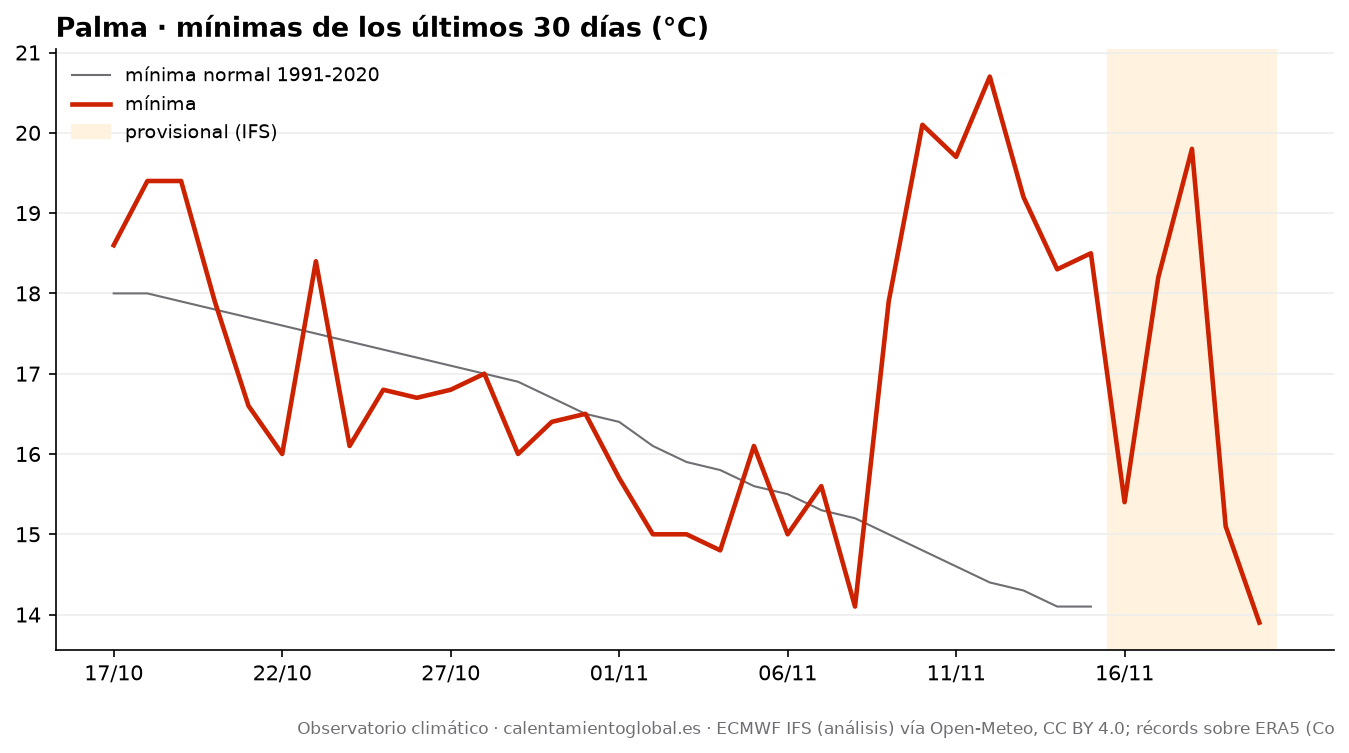 Palma · mínimas de los últimos 30 días (°C)
21
20
19
18
17
16
15
14
mínima normal 1991-2020
mínima
provisional (IFS)
17/10 22/10 27/10 01/11 06/11 11/11 16/11
Observatorio climático · calentamientoglobal.es · ECMWF IFS (análisis) vía Open-Meteo, CC BY 4.0; récords sobre ERA5 (Co